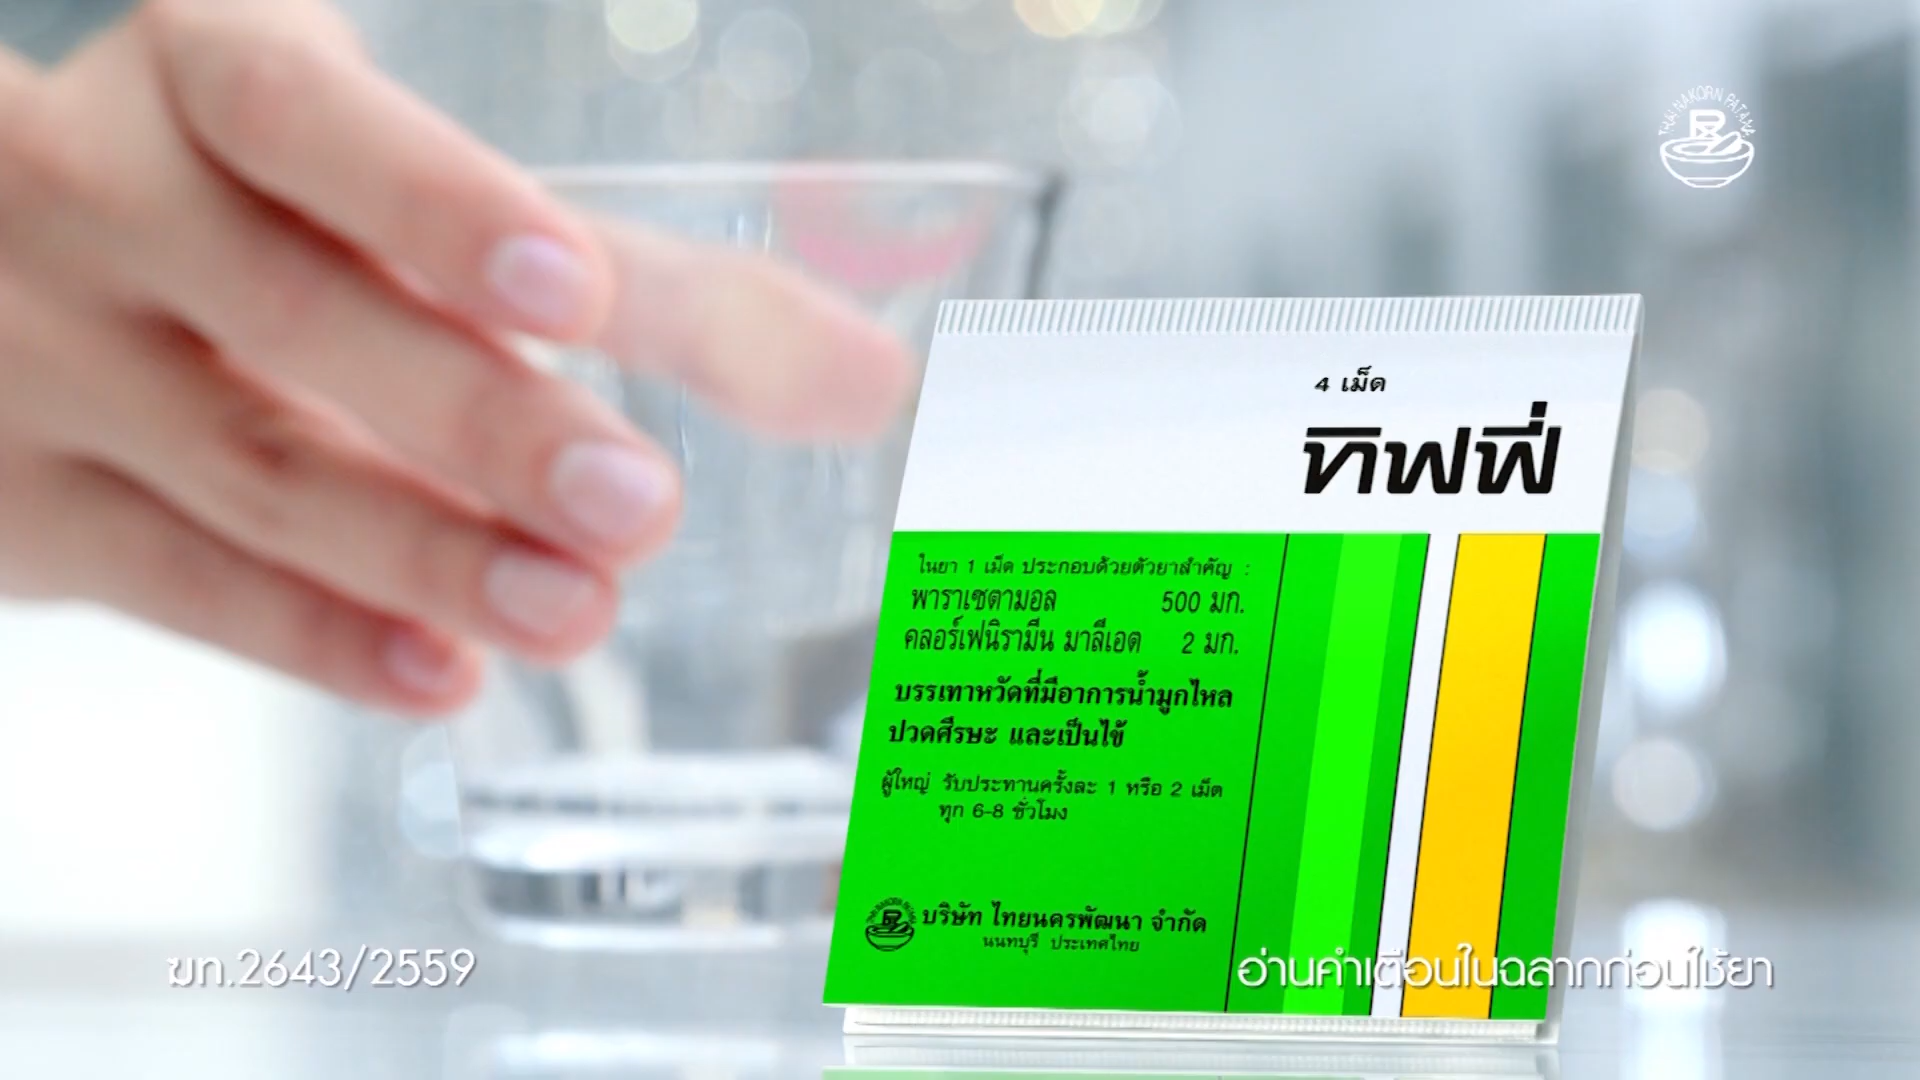 THAI NAKORN PATANA
4 เม็ด
ทิฟฟี่
ในยา 1 เม็ด ประกอบด้วยตัวยาสำคัญ :
พาราเซตามอล 500 มก.
คลอร์เฟนิรามีน มาลีเอต 2 มก.
บรรเทาหวัดที่มีอาการน้ำมูกไหล
ปวดศีรษะ และเป็นไข้
ผู้ใหญ่ รับประทานครั้งละ 1 หรือ 2 เม็ด
ทุก 6-8 ชั่วโมง
THAI NAKORN PATANA
บริษัท ไทยนครพัฒนา จำกัด
นนทบุรี ประเทศไทย
ฆท.2643/2559
อ่านคำเตือนในฉลากก่อนใช้ยา